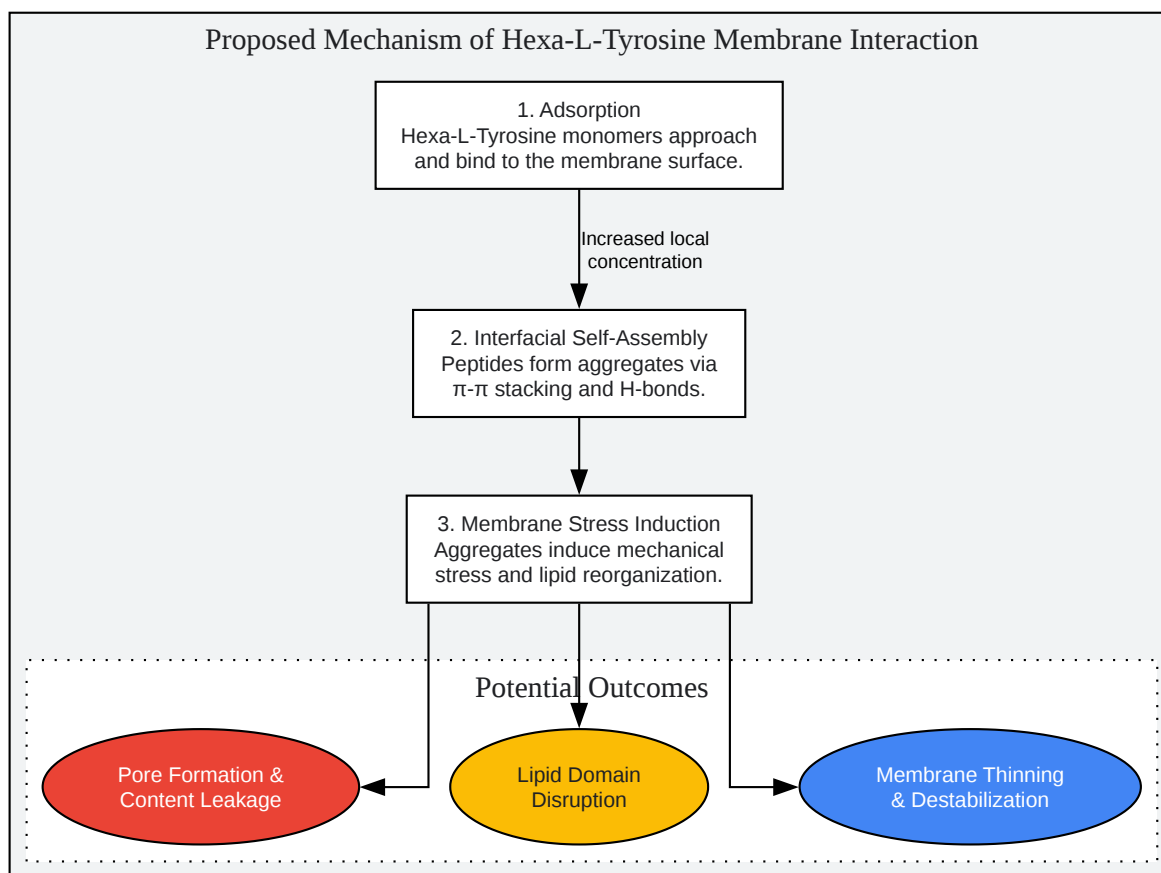 Proposed Mechanism of Hexa-L-Tyrosine Membrane Interaction
1. Adsorption
Hexa-L-Tyrosine monomers approach
and bind to the membrane surface.
Increased local
concentration
2. Interfacial Self-Assembly
Peptides form aggregates via
π-π stacking and H-bonds.
3. Membrane Stress Induction
Aggregates induce mechanical
stress and lipid reorganization.
Potential Outcomes
Pore Formation &
Content Leakage
Lipid Domain
Disruption
Membrane Thinning
& Destabilization